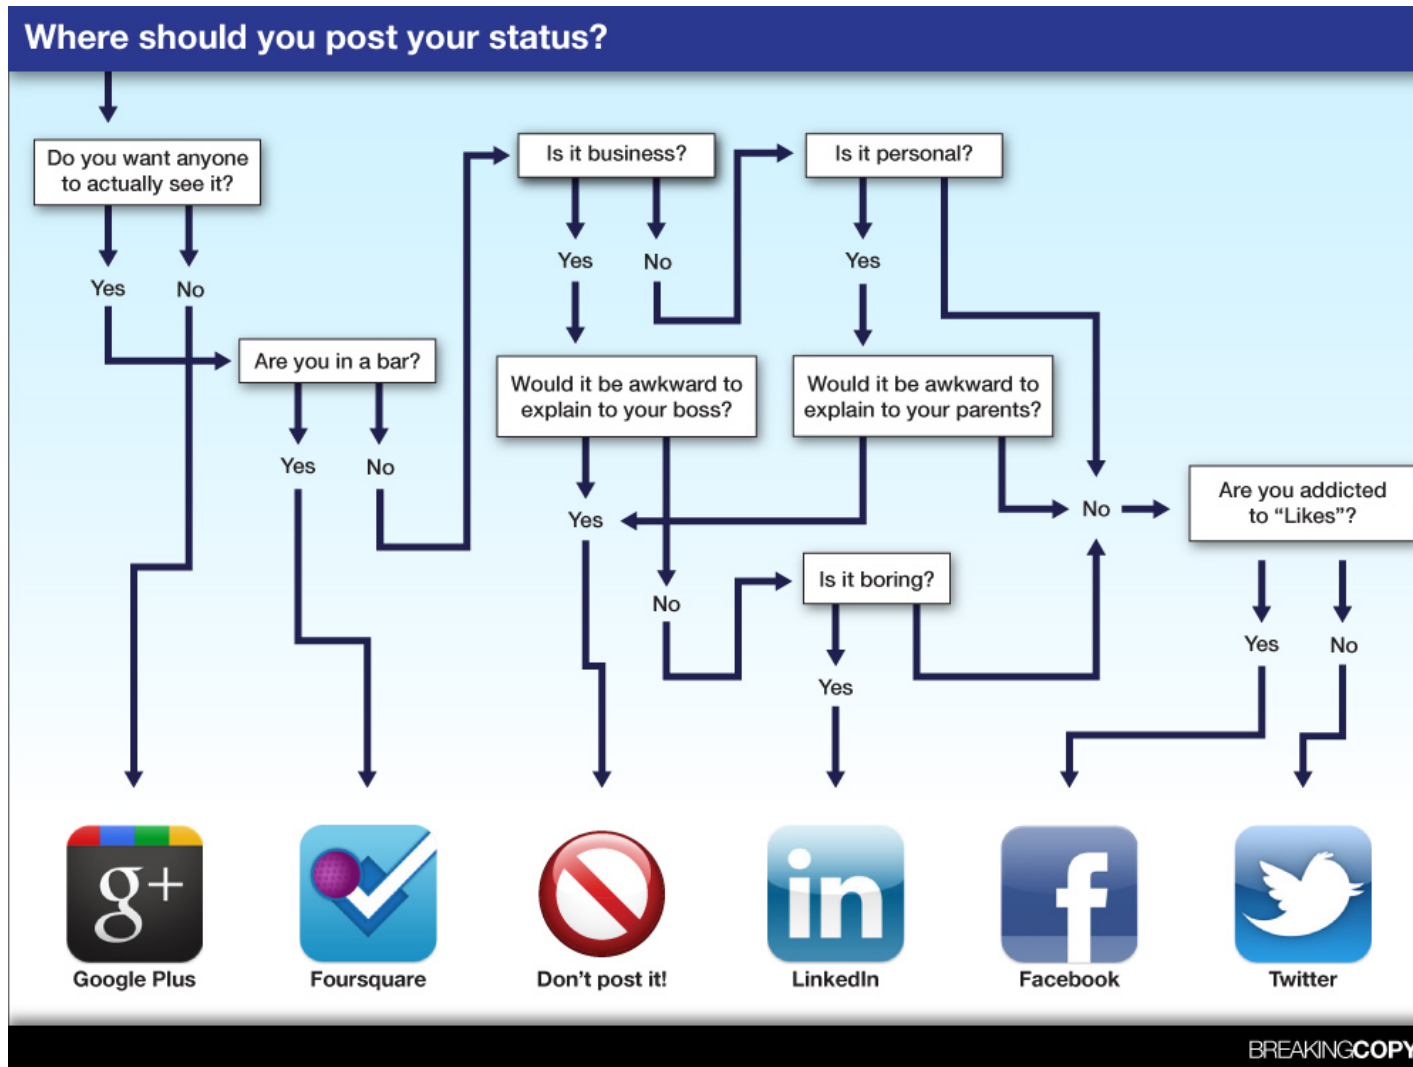 Where should you post your status?
Do you want anyone
to actually see it?
Yes
No
Are you in a bar?
Yes
No
Is it business?
Yes
No
Is it personal?
Yes
Would it be awkward to
explain to your boss?
Would it be awkward to
explain to your parents?
Yes
No
No
Is it boring?
Yes
Are you addicted
to “Likes”?
Yes
No
g+
in
f
Google Plus
Foursquare
Don’t post it!
LinkedIn
Facebook
Twitter
BREAKINGCOPY